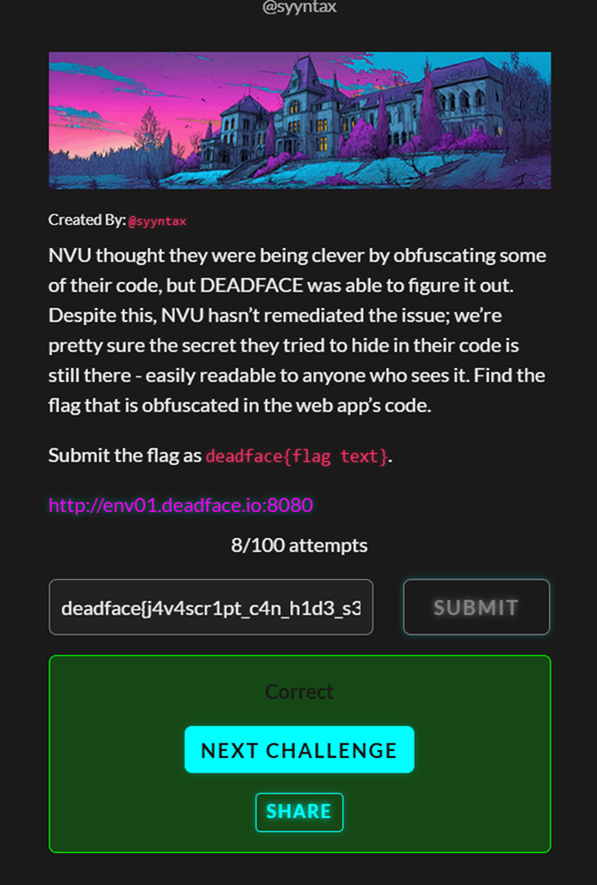 @syyntax
Created By: @syyntax
NVU thought they were being clever by obfuscating some
of their code, but DEADFACE was able to figure it out.
Despite this, NVU hasn’t remediated the issue; we’re
pretty sure the secret they tried to hide in their code is
still there - easily readable to anyone who sees it. Find the
flag that is obfuscated in the web app’s code.
Submit the flag as deadface{flag text}.
http://env01.deadface.io:8080
8/100 attempts
deadface{j4v4scr1pt_c4n_h1d3_s3
SUBMIT
Correct
NEXT CHALLENGE
SHARE